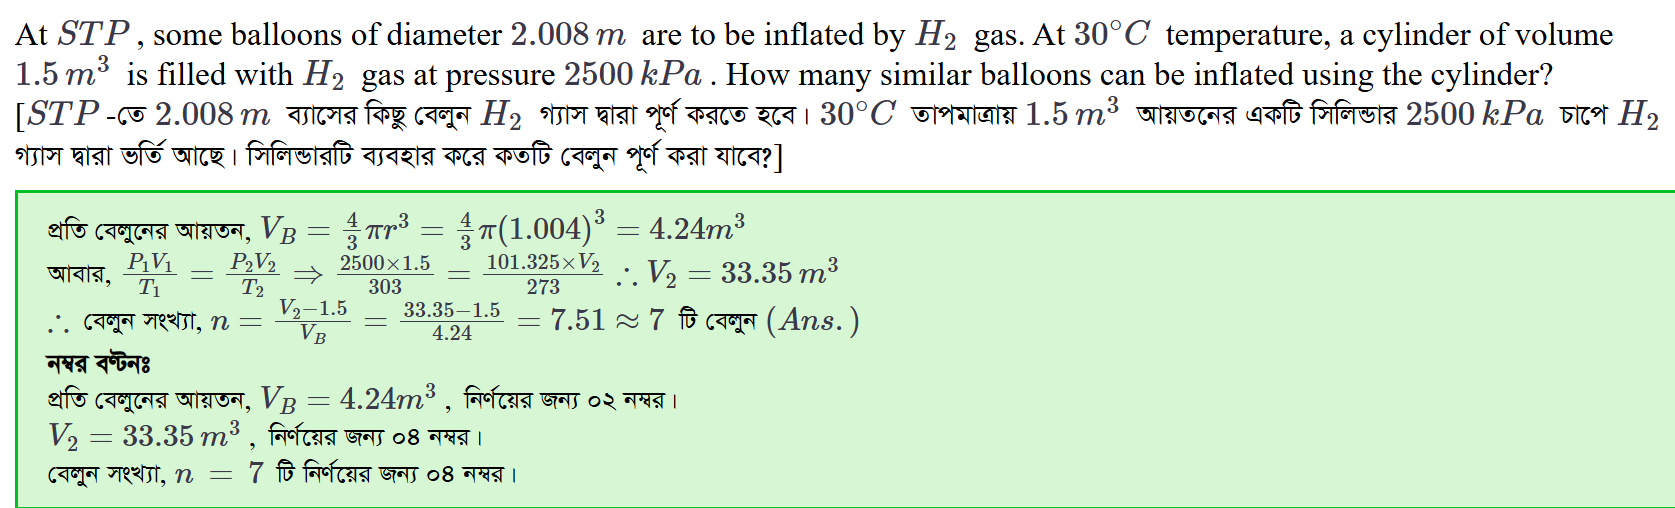 At STP, some balloons of diameter 2.008 m are to be inflated by H₂ gas. At 30°C temperature, a cylinder of volume
1.5 m³ is filled with H₂ gas at pressure 2500 kPa. How many similar balloons can be inflated using the cylinder?
[STP-তে 2.008 m ব্যাসের কিছু বেলুন H₂ গ্যাস দ্বারা পূর্ণ করতে হবে। 30°C তাপমাত্রায় 1.5 m³ আয়তনের একটি সিলিন্ডার 2500 kPa চাপে H₂
গ্যাস দ্বারা ভর্তি আছে। সিলিন্ডারটি ব্যবহার করে কতটি বেলুন পূর্ণ করা যাবে?]
প্রতি বেলুনের আয়তন, V_B = 4/3 πr³ = 4/3 π(1.004)³ = 4.24m³
আবার, P₁V₁/T₁ = P₂V₂/T₂ ⇒ 2500×1.5/303 = 101.325×V₂/273 ∴ V₂ = 33.35 m³
∴ বেলুন সংখ্যা, n = V₂−1.5/V_B = 33.35−1.5/4.24 = 7.51 ≈ 7 টি বেলুন (Ans.)
নম্বর বণ্টনঃ
প্রতি বেলুনের আয়তন, V_B = 4.24m³, নির্ণয়ের জন্য ০২ নম্বর।
V₂ = 33.35 m³, নির্ণয়ের জন্য ০৪ নম্বর।
বেলুন সংখ্যা, n = 7 টি নির্ণয়ের জন্য ০৪ নম্বর।